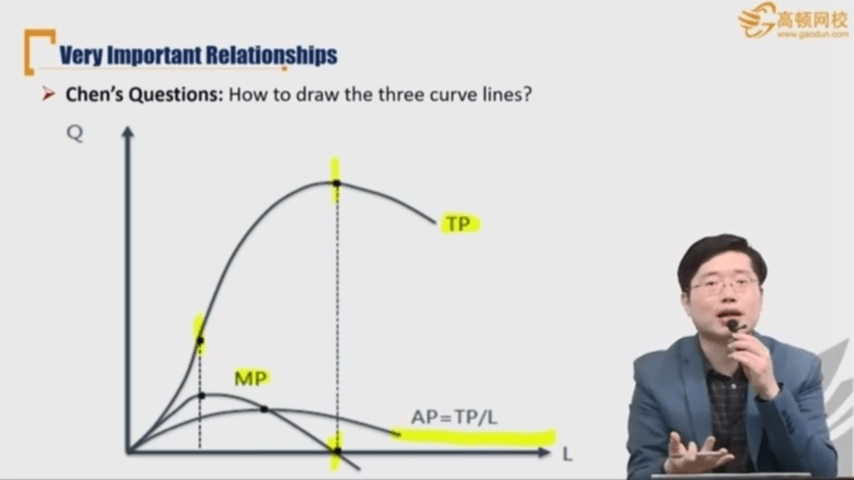 高顿网校
www.gaodun.com
Very Important Relationships
Chen's Questions: How to draw the three curve lines?
Q
TP
MP
AP=TP/L
L